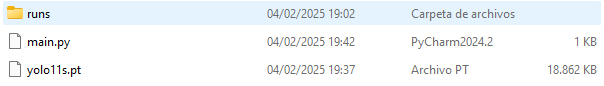 runs 04/02/2025 19:02 Carpeta de archivos
main.py 04/02/2025 19:42 PyCharm2024.2 1 KB
yolo11s.pt 04/02/2025 19:37 Archivo PT 18.862 KB